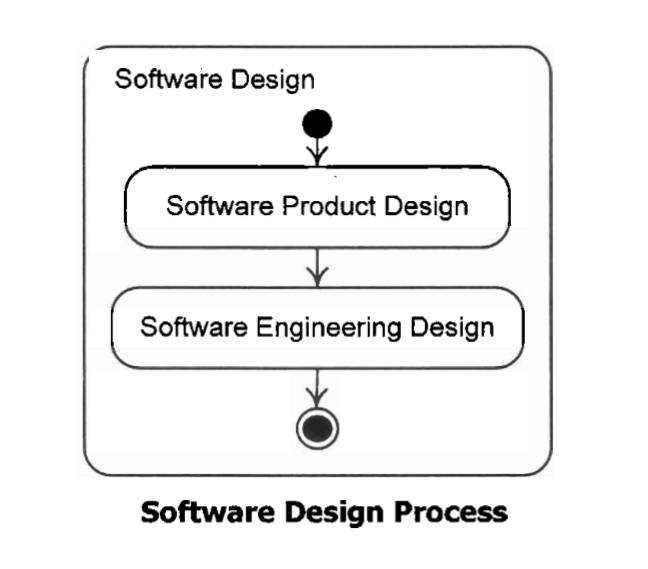 Software Design
Software Product Design
Software Engineering Design
Software Design Process